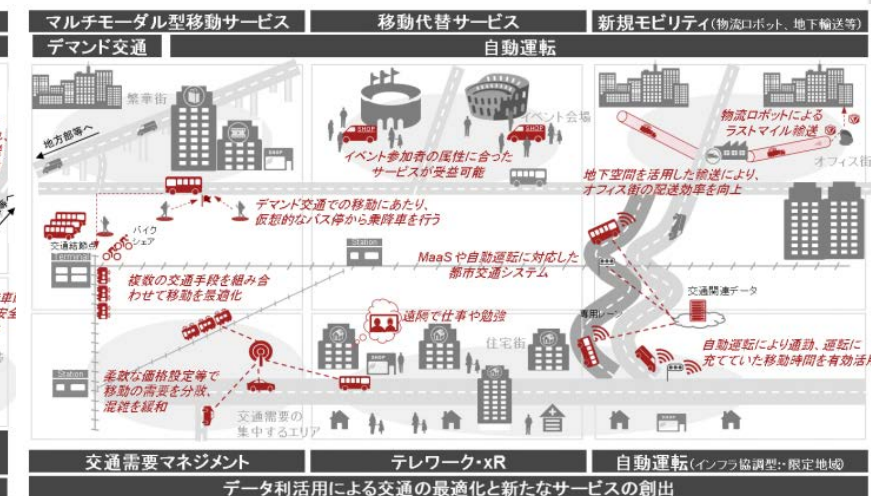 マルチモーダル型移動サービス
移動代替サービス
新規モビリティ(物流ロボット、地下輸送等)
デマンド交通
自動運転
繁華街
地方部等へ
イベント会場
SHOP
SHOP
SHOP
イベント参加者の属性に合った
サービスが受益可能
物流ロボットによる
ラストマイル輸送
オフィス街
地下空間を活用した輸送により、
オフィス街の配送効率を向上
デマンド交通での移動にあたり、
仮想的なバス停から乗降車を行う
バイク
シェア
交通結節点
Terminal
Station
複数の交通手段を組み合
わせて移動を最適化
MaaSや自動運転に対応した
都市交通システム
交通関連データ
専用レーン
遠隔で仕事や勉強
住宅街
SHOP
自動運転により通勤、運転に
充てていた移動時間を有効活用
Station
柔軟な価格設定等で
移動の需要を分散、
混雑を緩和
交通需要の
集中するエリア
SHOP
交通需要マネジメント
テレワーク・xR
自動運転(インフラ協調型:・限定地域)
データ利活用による交通の最適化と新たなサービスの創出